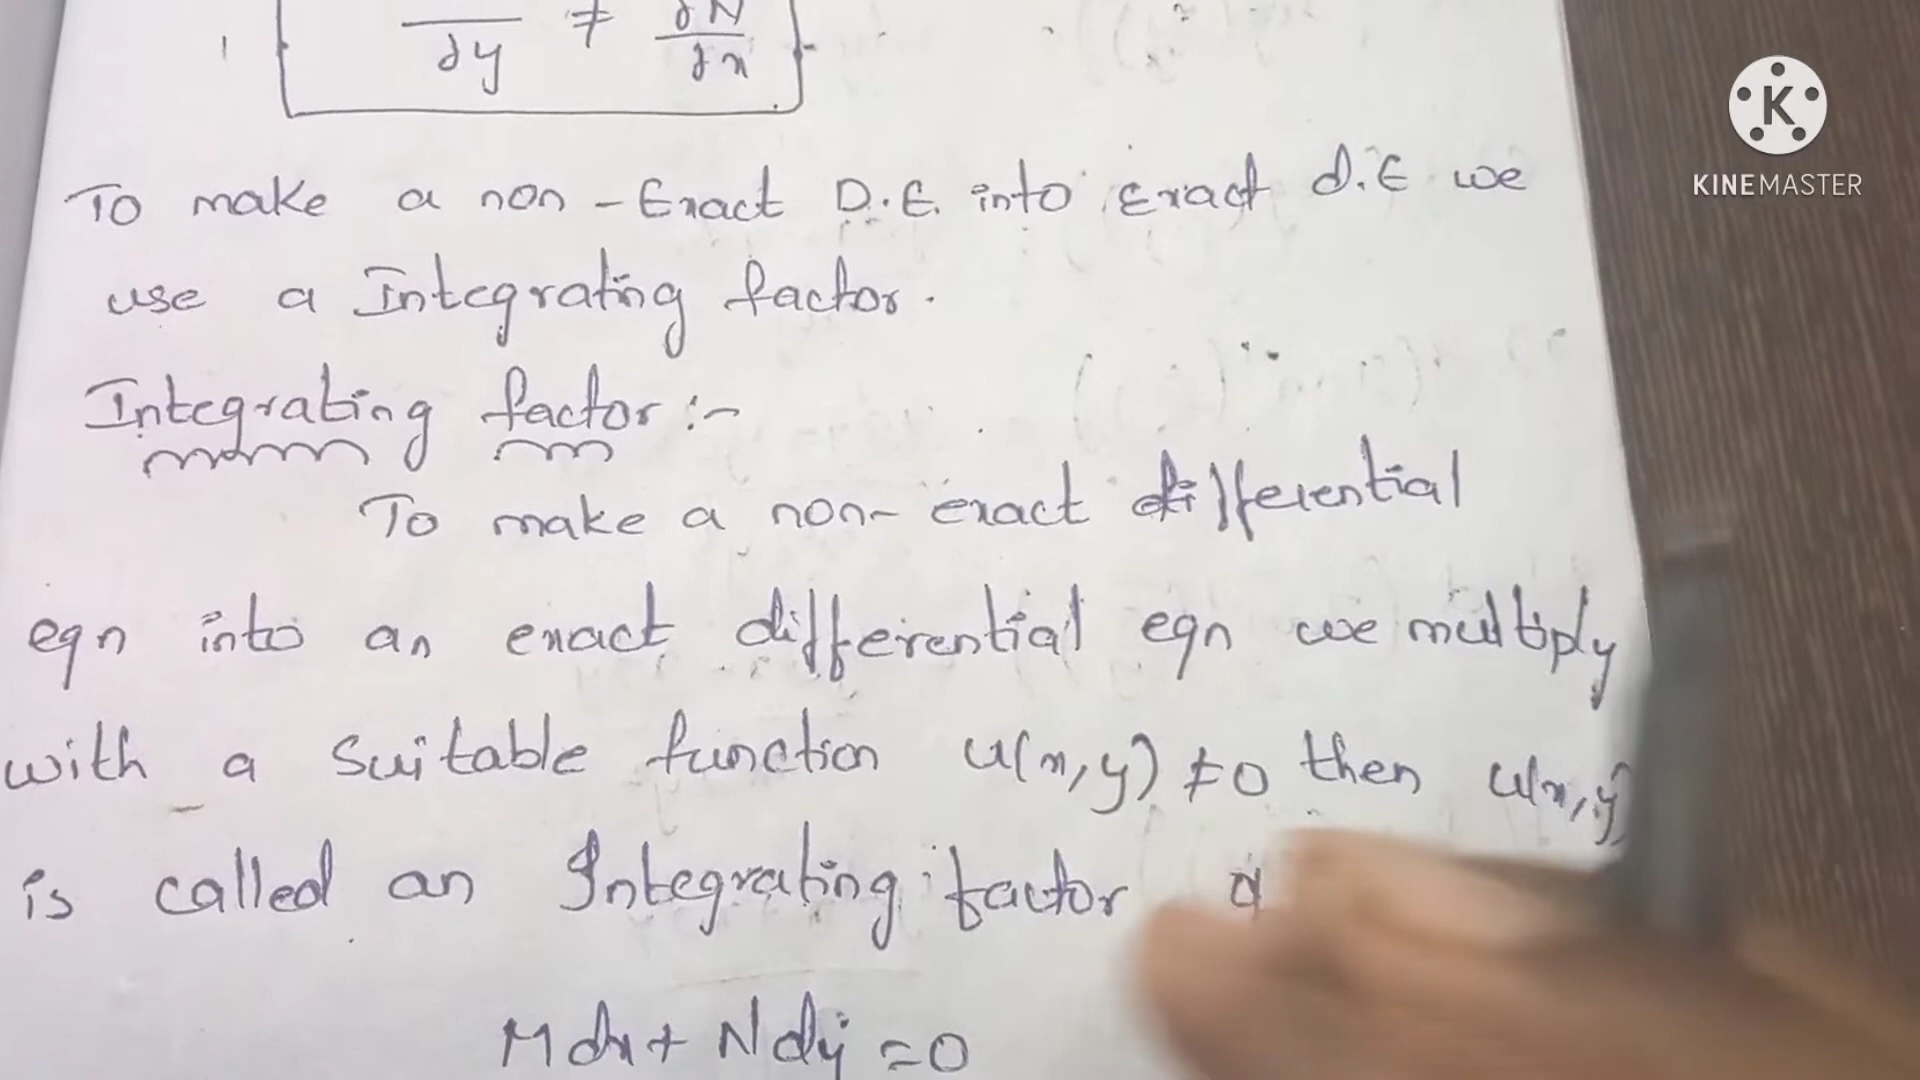 ∂y ≠ ∂N/∂x
To make a non-Exact D.E. into Exact d.E we
use a Integrating factor.
Integrating factor :-
To make a non-exact differential
eqn into an exact differential eqn we multiply
with a suitable function u(x,y) ≠ 0 then u(x,y)
is called an Integrating factor
Mdx + Ndy = 0
K
KINEMASTER